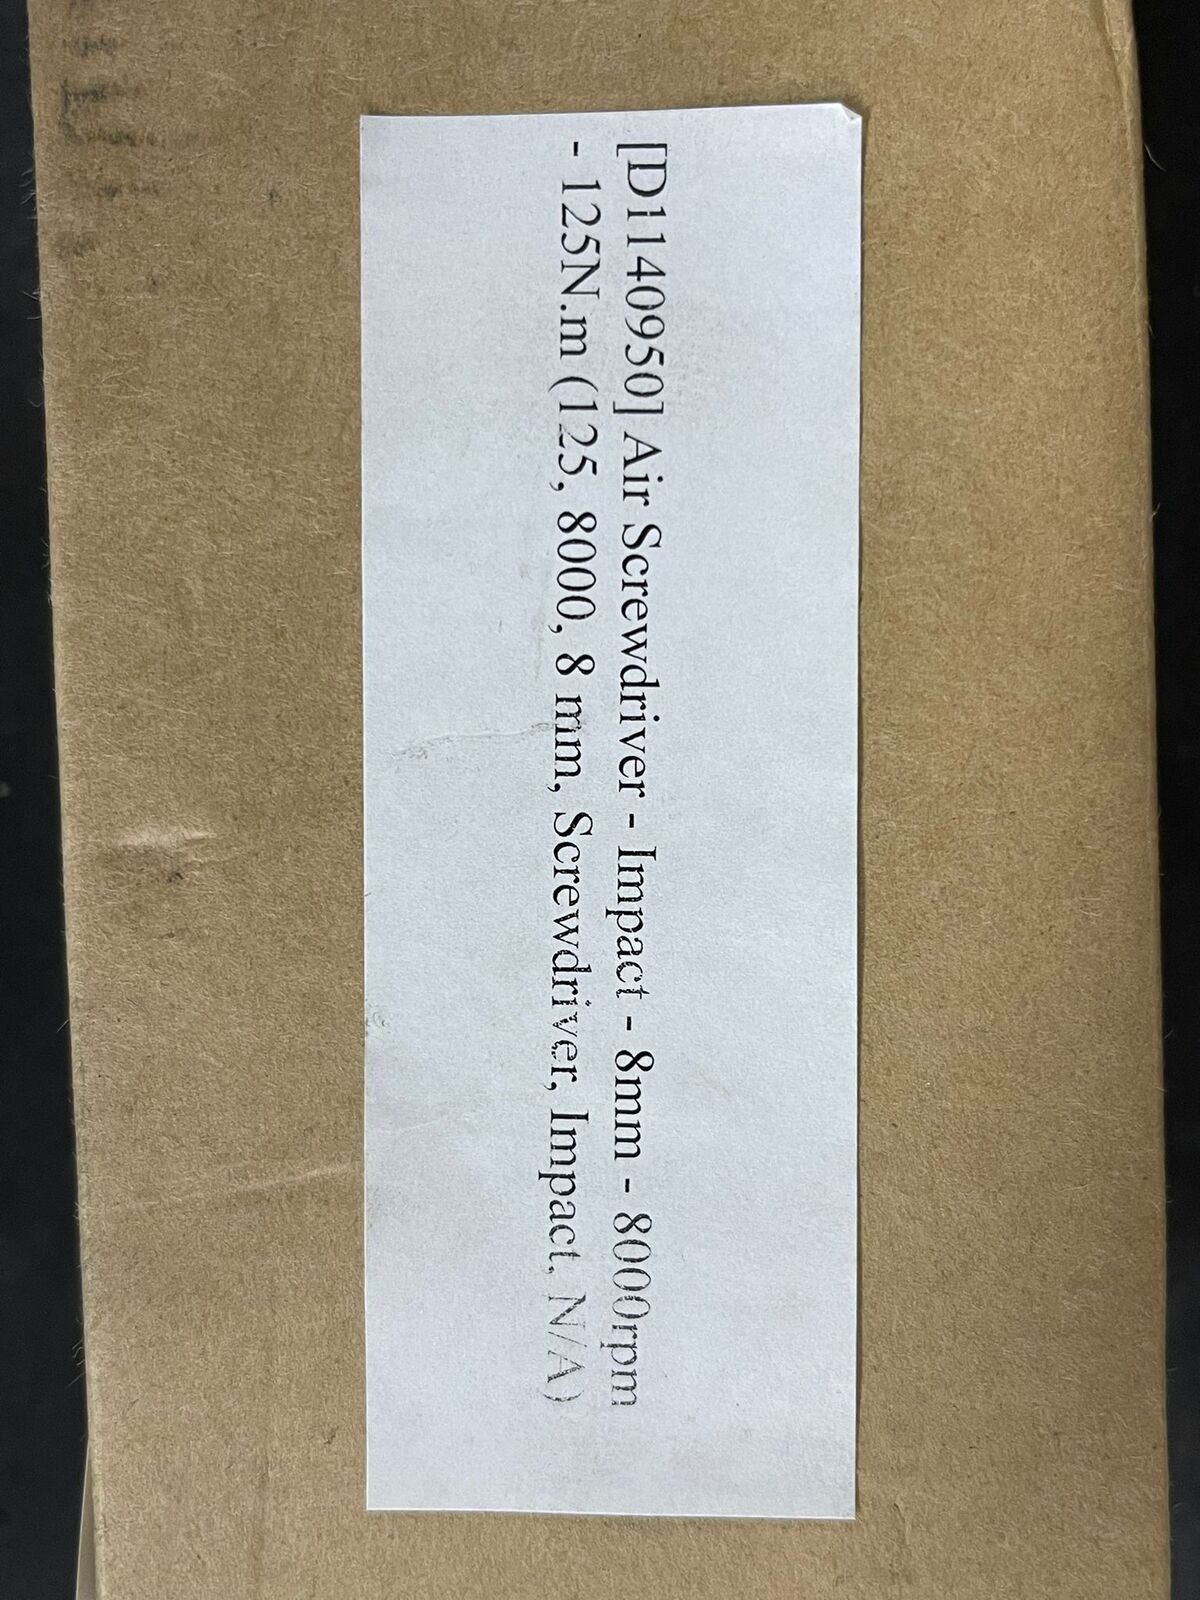 [D1140950] Air Screwdriver - Impact - 8mm - 8000rpm
- 125N.m (125, 8000, 8 mm, Screwdriver, Impact, N/A)